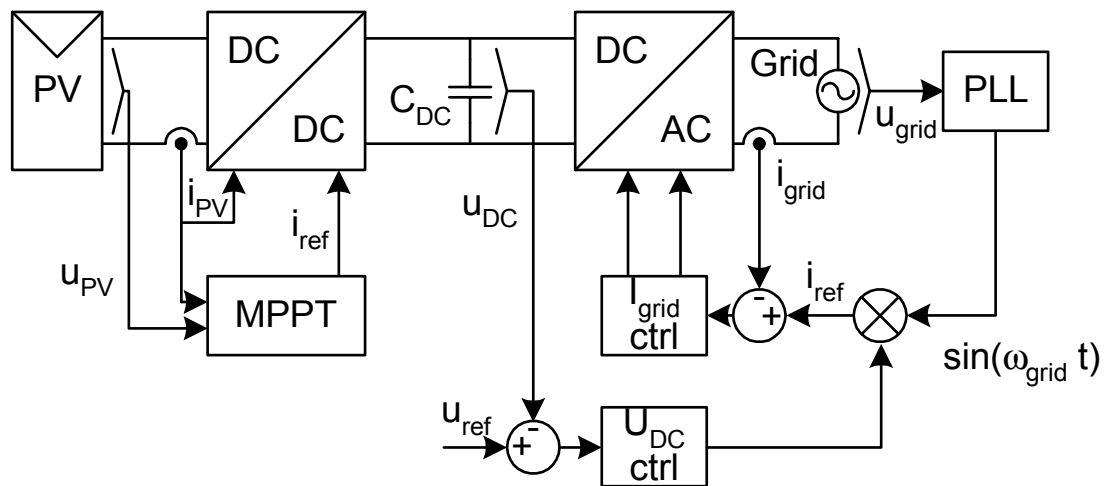 PV
DC
DC
C_DC
DC
AC
Grid
PLL
u_grid
i_PV
i_ref
u_DC
i_grid
u_PV
MPPT
i_grid
ctrl
-
+
i_ref
sin(ω_grid t)
u_ref
-
+
U_DC
ctrl